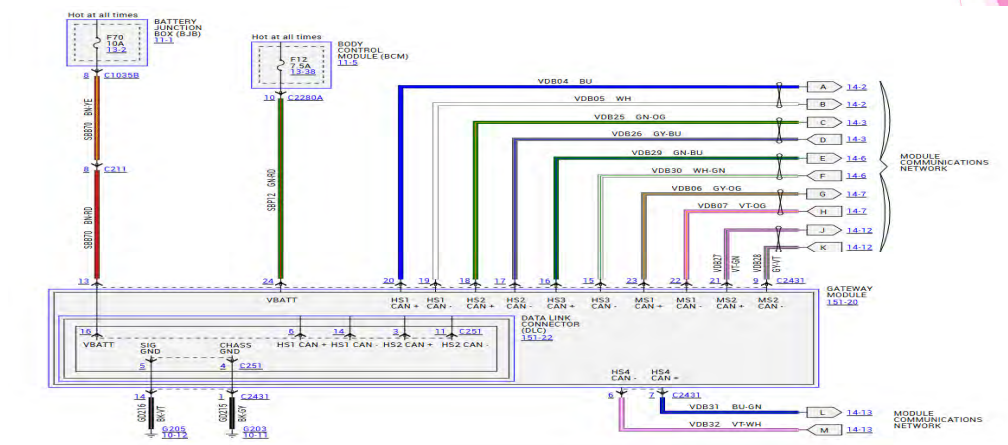 Hot at all times
F70
10A
13-2
BATTERY
JUNCTION
BOX (BJB)
11-1
8 C1035B
SBB70 BN-YE
8 C211
SBB70 BN-RD
13
Hot at all times
F12
7.5A
13-38
BODY
CONTROL
MODULE (BCM)
11-5
10 C2280A
SBP12 GN-RD
24
VDB04 BU A 14-2
VDB05 WH B 14-2
VDB25 GN-OG C 14-3
VDB26 GY-BU D 14-3
VDB29 GN-BU E 14-6
VDB30 WH-GN F 14-6
VDB06 GY-OG G 14-7
VDB07 VT-OG H 14-7
J 14-12
K 14-12
MODULE
COMMUNICATIONS
NETWORK
VDB27 VT-GN
VDB28 GY-VT
20 19 18 17 16 15 23 22 21 9 C2431
GATEWAY
MODULE
151-20
VBATT
HS1 CAN +
HS1 CAN -
HS2 CAN +
HS2 CAN -
HS3 CAN +
HS3 CAN -
MS1 CAN +
MS1 CAN -
MS2 CAN +
MS2 CAN -
DATA LINK
CONNECTOR
(DLC)
151-22
16 6 14 3 11 C251
VBATT
SIG GND
CHASS GND
HS1 CAN + HS1 CAN - HS2 CAN + HS2 CAN -
5 4 C251
HS4 CAN -
HS4 CAN +
14 1 C2431
6 7 C2431
GD216 BK-VT
GD215 BK-GY
G205
10-12
G203
10-11
VDB31 BU-GN L 14-13
VDB32 VT-WH M 14-13
MODULE
COMMUNICATIONS
NETWORK